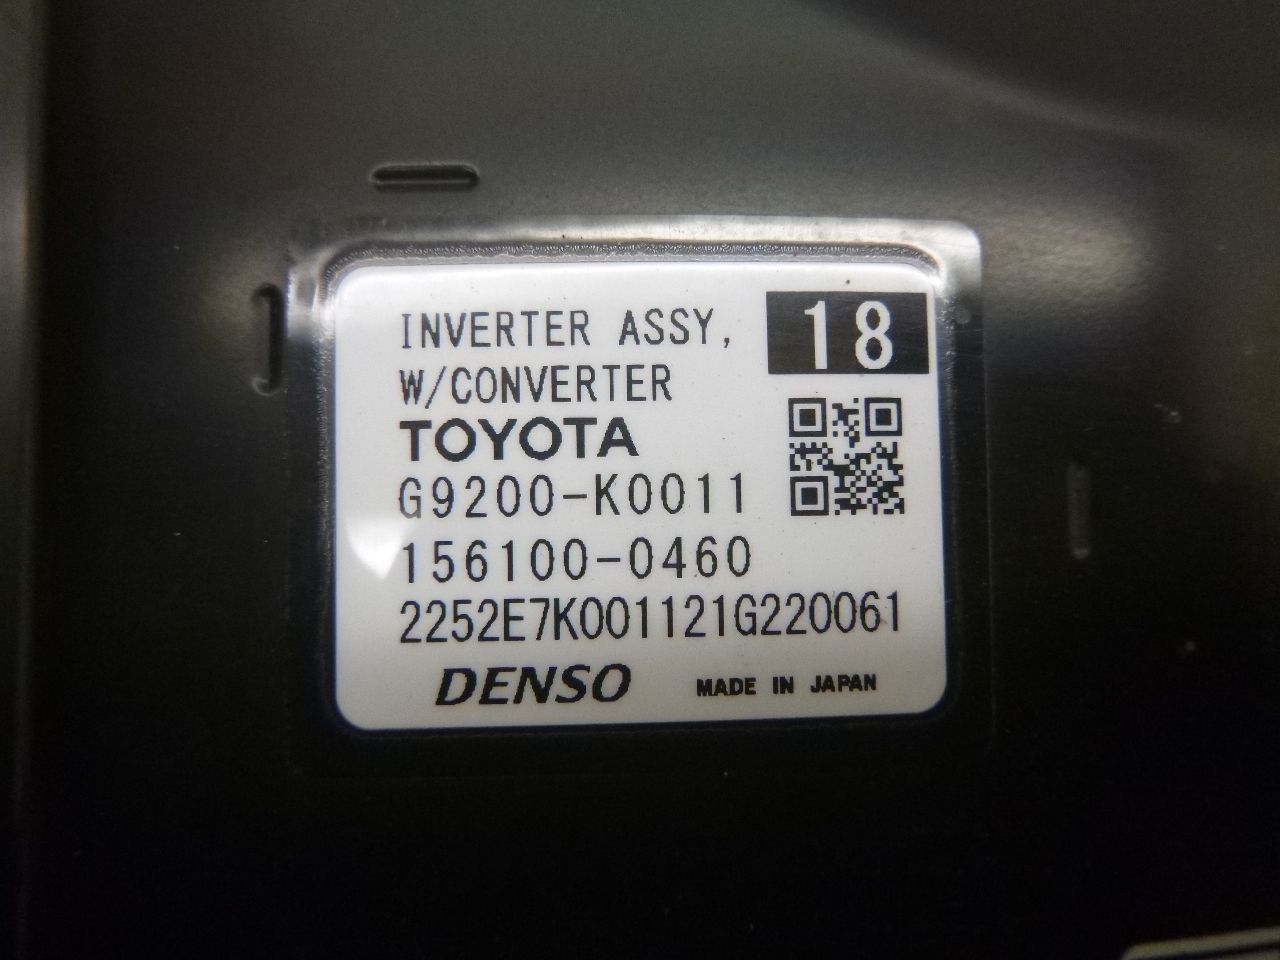 INVERTER ASSY,
18
W/CONVERTER
TOYOTA
G9200-K0011
156100-0460
2252E7K001121G220061
DENSO
MADE IN JAPAN